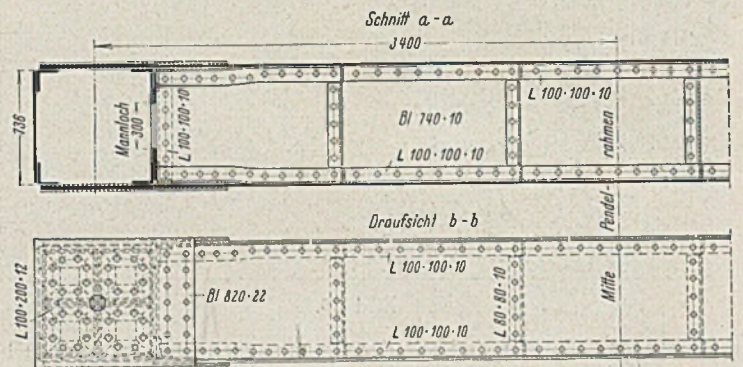 Schnitt a-a
3400
736
Mannloch
300
L 100·100·10
Bl 740·10
L 100·100·10
L 100·100·10
Mitte Pendel-rahmen
Draufsicht b-b
L 100·200·12
Bl 820·22
L 100·100·10
L 80·80·10
L 100·100·10